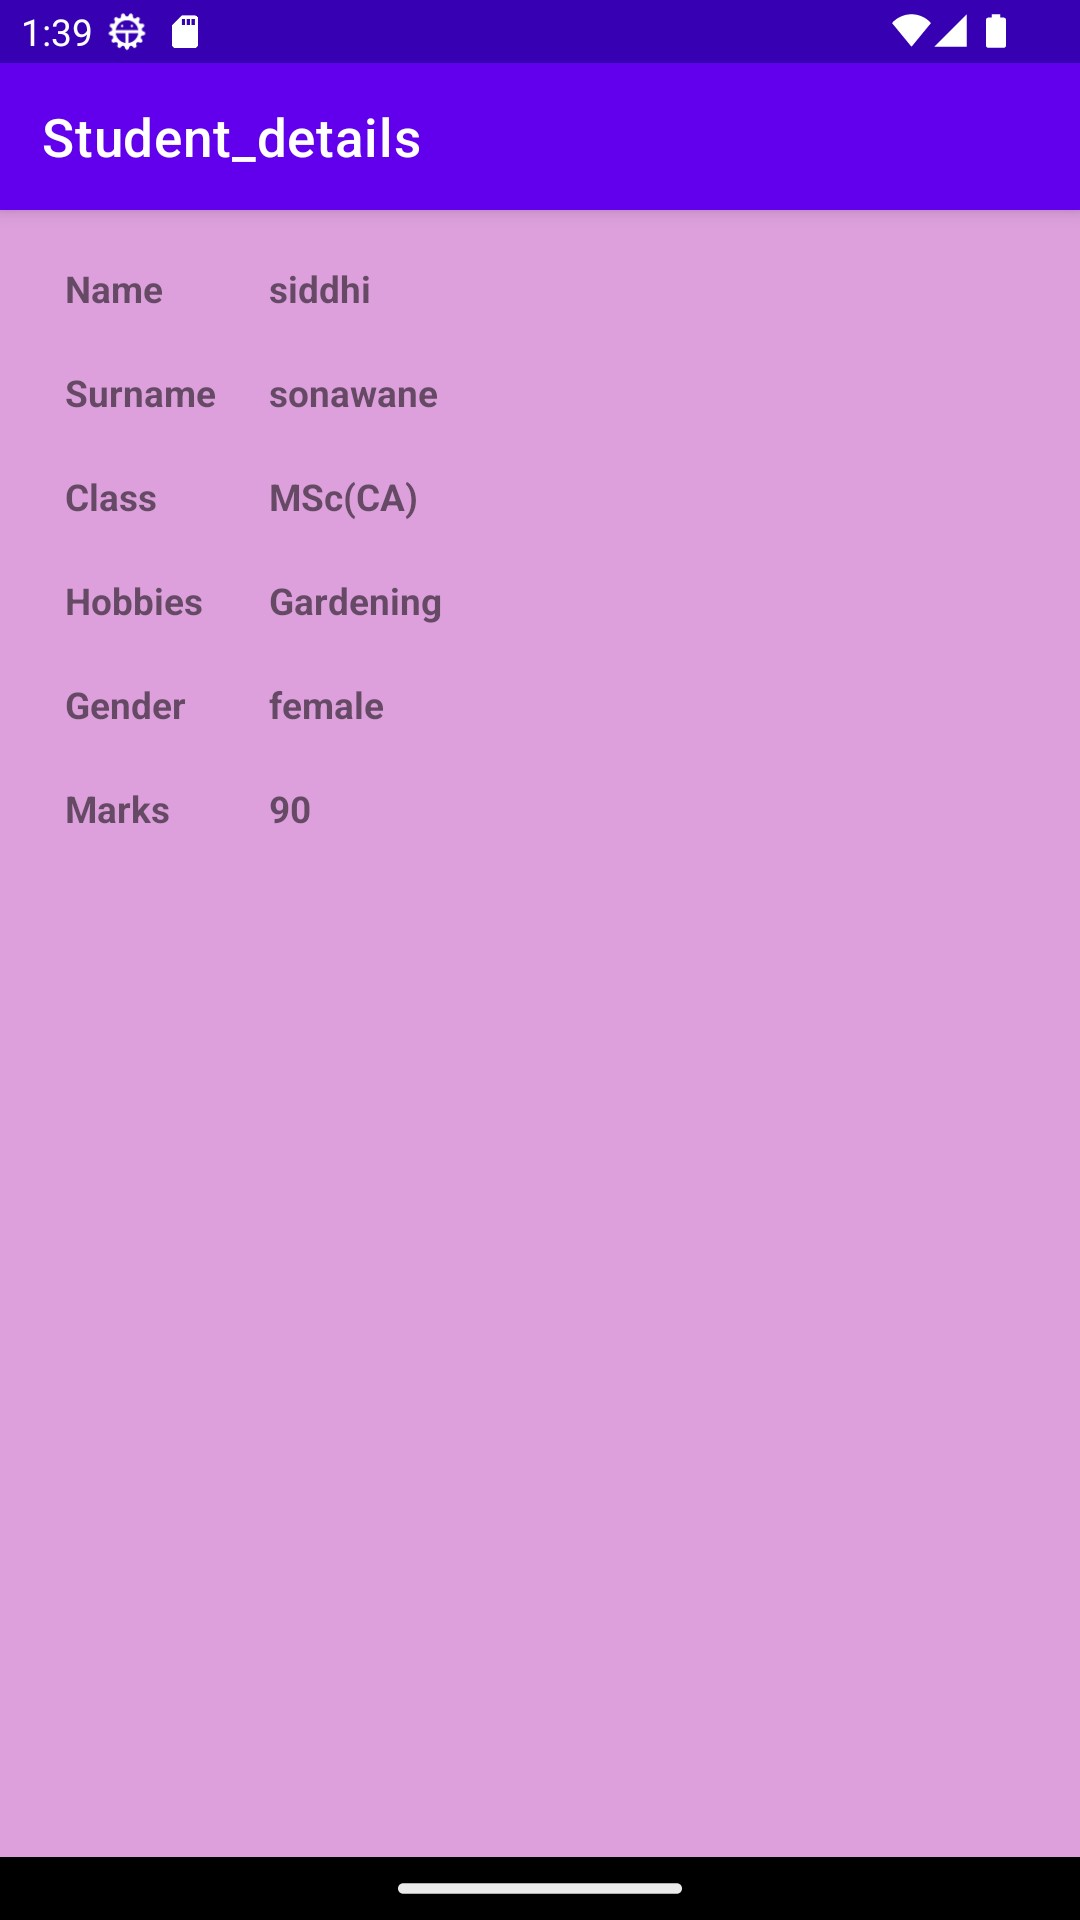 1:39
Student_details
Name siddhi
Surname sonawane
Class MSc(CA)
Hobbies Gardening
Gender female
Marks 90